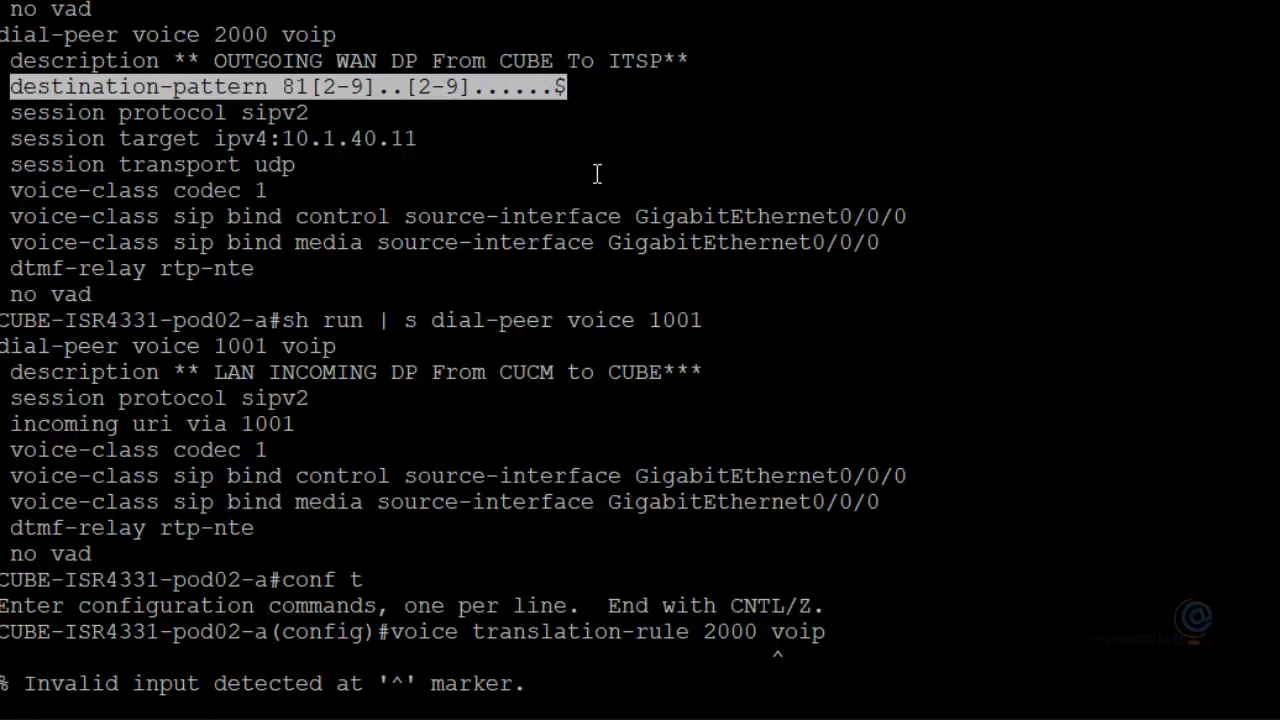 no vad
dial-peer voice 2000 voip
description ** OUTGOING WAN DP From CUBE To ITSP**
destination-pattern 81[2-9]..[2-9]......$
session protocol sipv2
session target ipv4:10.1.40.11
session transport udp
voice-class codec 1
voice-class sip bind control source-interface GigabitEthernet0/0/0
voice-class sip bind media source-interface GigabitEthernet0/0/0
dtmf-relay rtp-nte
no vad
CUBE-ISR4331-pod02-a#sh run | s dial-peer voice 1001
dial-peer voice 1001 voip
description ** LAN INCOMING DP From CUCM to CUBE***
session protocol sipv2
incoming uri via 1001
voice-class codec 1
voice-class sip bind control source-interface GigabitEthernet0/0/0
voice-class sip bind media source-interface GigabitEthernet0/0/0
dtmf-relay rtp-nte
no vad
CUBE-ISR4331-pod02-a#conf t
Enter configuration commands, one per line.  End with CNTL/Z.
CUBE-ISR4331-pod02-a(config)#voice translation-rule 2000 voip
^
% Invalid input detected at '^' marker.